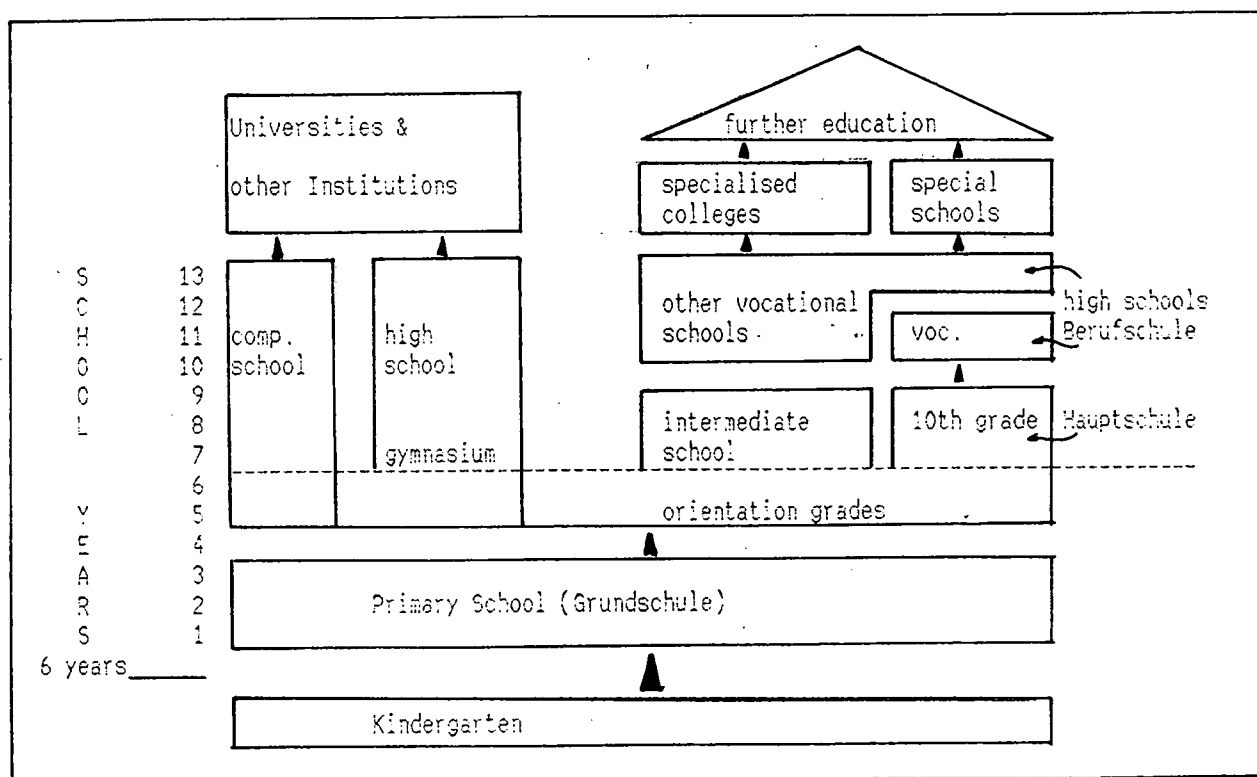 Universities &
other Institutions
further education
specialised
colleges
special
schools
S 13
C 12
H 11
O 10
O 9
L 8
7
6
Y 5
E 4
A 3
R 2
S 1
6 years
comp.
school
high
school
gymnasium
other vocational
schools
voc.
high schools
Berufschule
intermediate
school
10th grade
Hauptschule
orientation grades
Primary School (Grundschule)
Kindergarten